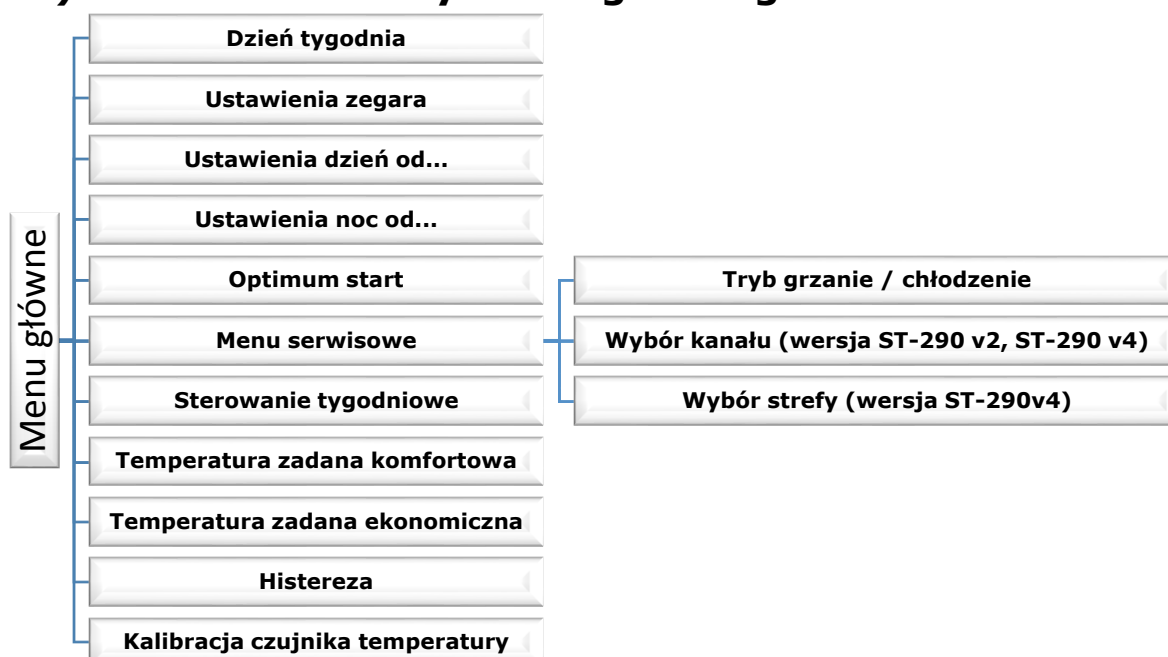 Dzień tygodnia
Ustawienia zegara
Ustawienia dzień od...
Ustawienia noc od...
Optimum start
Menu serwisowe
Sterowanie tygodniowe
Temperatura zadana komfortowa
Temperatura zadana ekonomiczna
Histereza
Kalibracja czujnika temperatury
Menu główne
Tryb grzanie / chłodzenie
Wybór kanału (wersja ST-290 v2, ST-290 v4)
Wybór strefy (wersja ST-290v4)